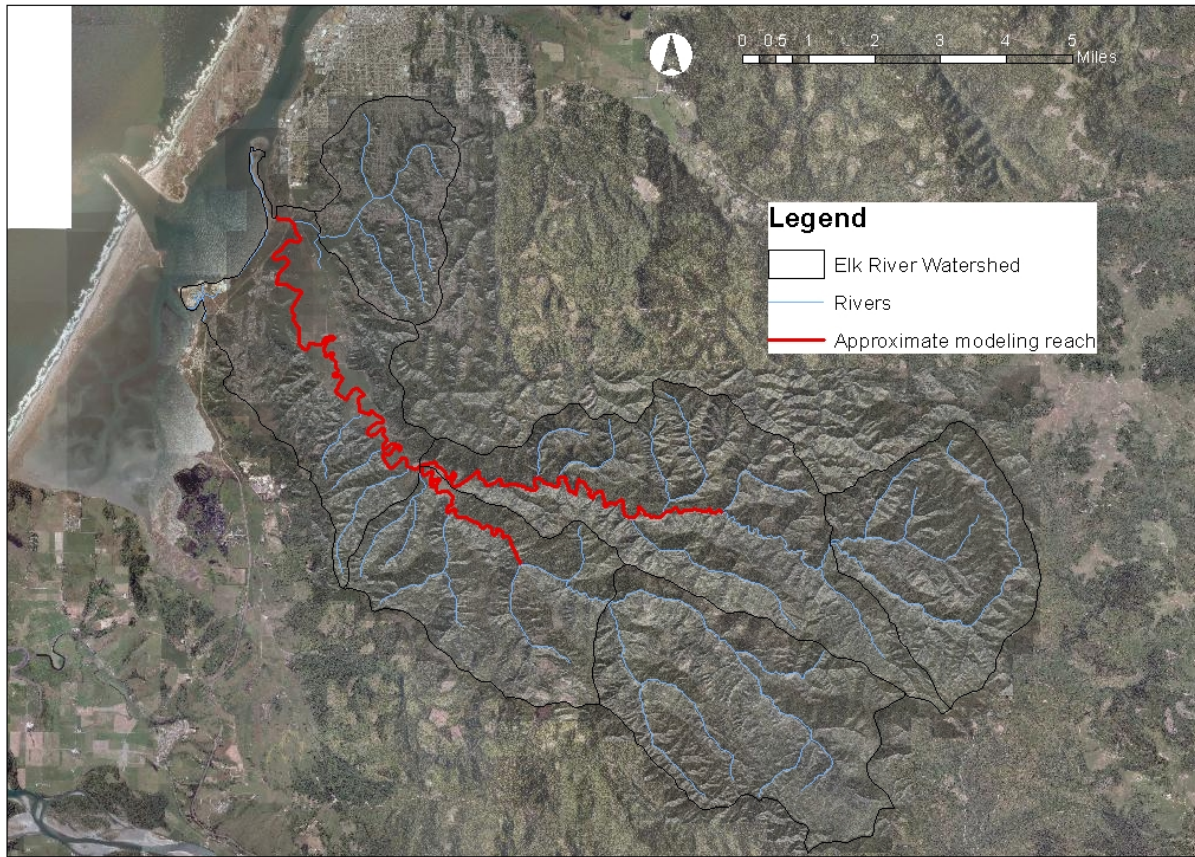 0 0.5 1 2 3 4 5
Miles
Legend
Elk River Watershed
Rivers
Approximate modeling reach